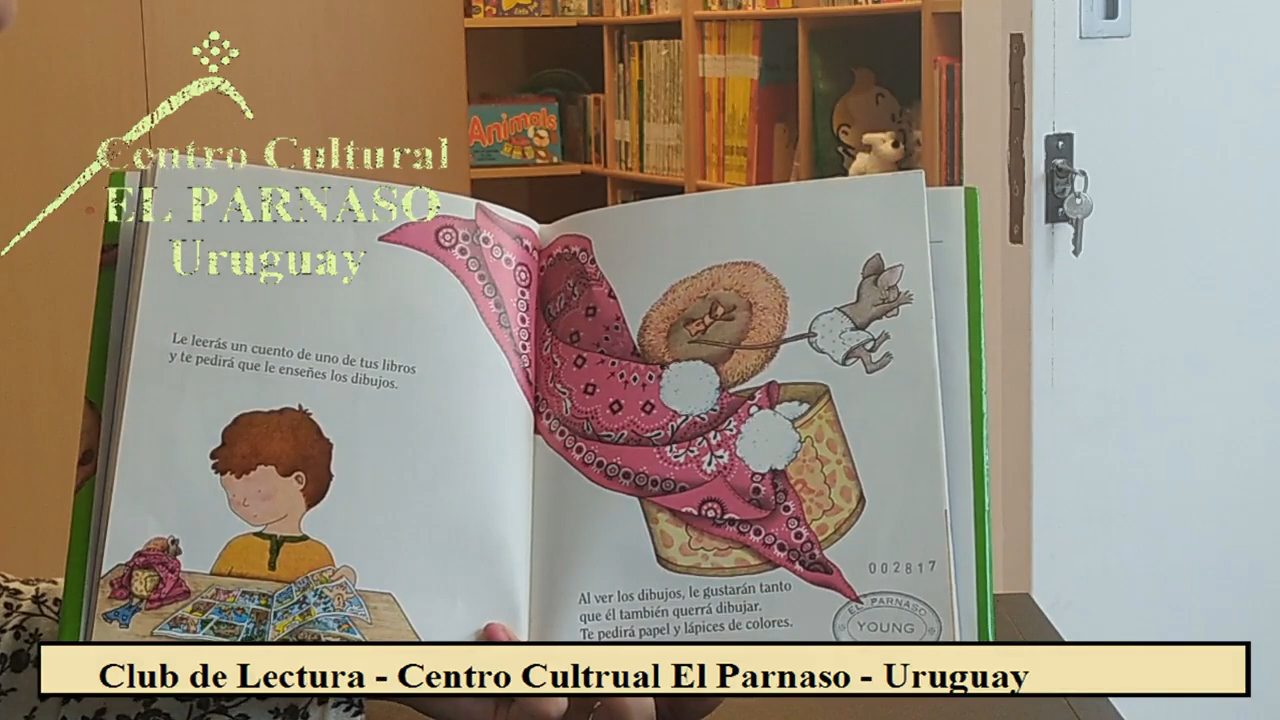 Centro Cultural
EL PARNASO
Uruguay
Animals
Le leerás un cuento de uno de tus libros
y te pedirá que le enseñes los dibujos.
002817
EL PARNASO
YOUNG
Al ver los dibujos, le gustarán tanto
que él también querrá dibujar.
Te pedirá papel y lápices de colores.
Club de Lectura - Centro Cultrual El Parnaso - Uruguay